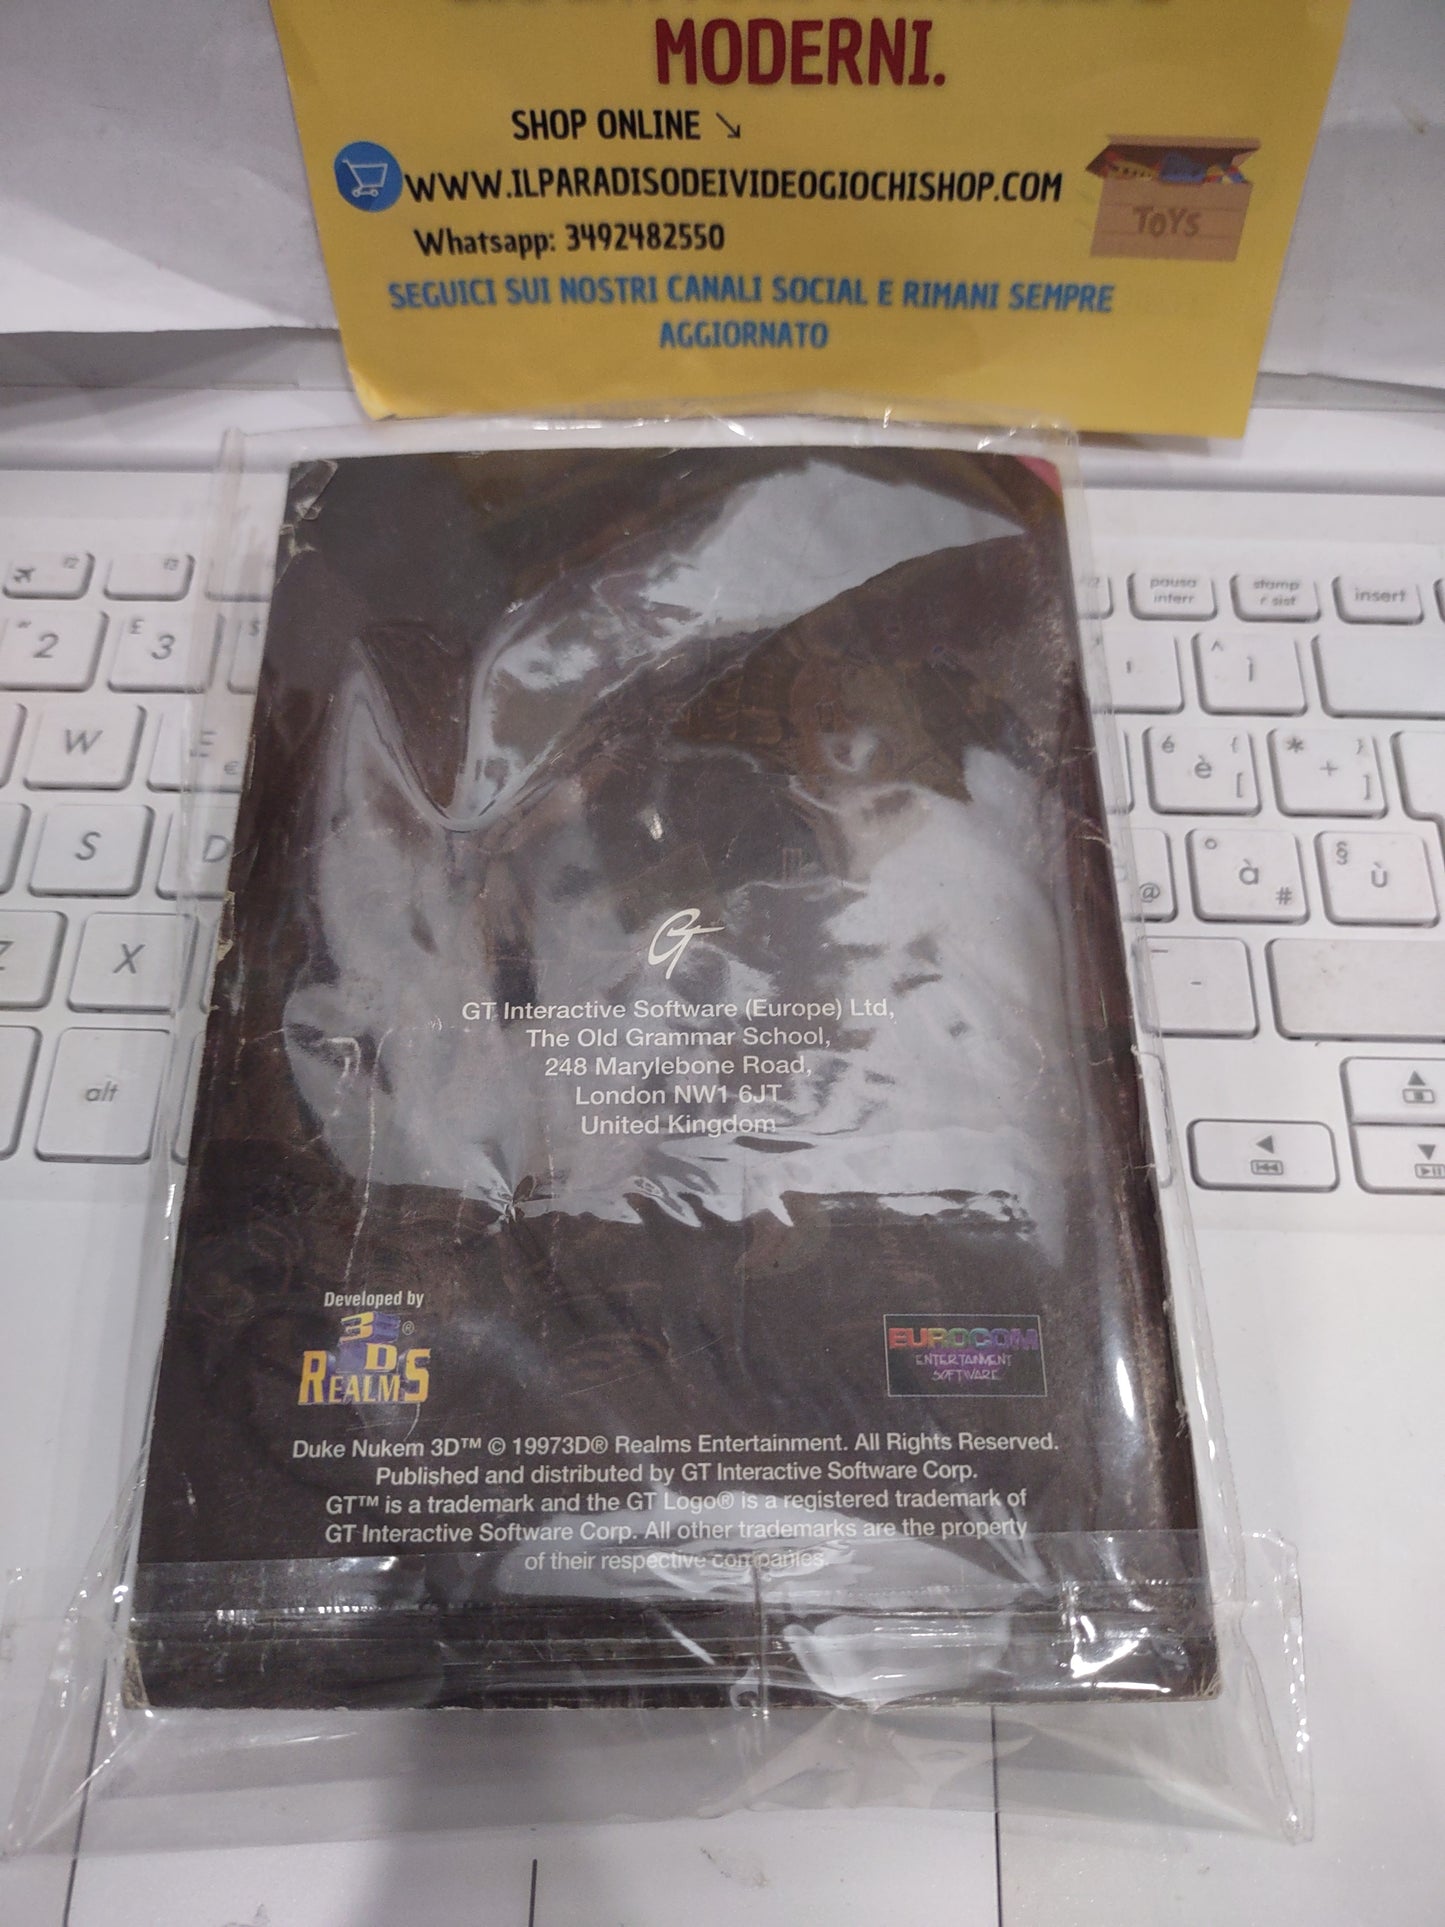 MODERNI.
SHOP ONLINE ↘
WWW.ILPARADISODEIVIDEOGIOCHISHOP.COM
Whatsapp: 3492482550
TOYS
SEGUICI SUI NOSTRI CANALI SOCIAL E RIMANI SEMPRE
AGGIORNATO
F2
F3
pausa
interr
stamp
r sist
insert
" 2
£ 3
$
^ ì
W
E €
é è { [
* + } ]
S
D
@
° à #
§ ù
Z
X
-
alt
GT
GT Interactive Software (Europe) Ltd,
The Old Grammar School,
248 Marylebone Road,
London NW1 6JT
United Kingdom
Developed by
3D®
REALMS
EUROCOM
ENTERTAINMENT
SOFTWARE
Duke Nukem 3D™ © 19973D® Realms Entertainment. All Rights Reserved.
Published and distributed by GT Interactive Software Corp.
GT™ is a trademark and the GT Logo® is a registered trademark of
GT Interactive Software Corp. All other trademarks are the property
of their respective companies.